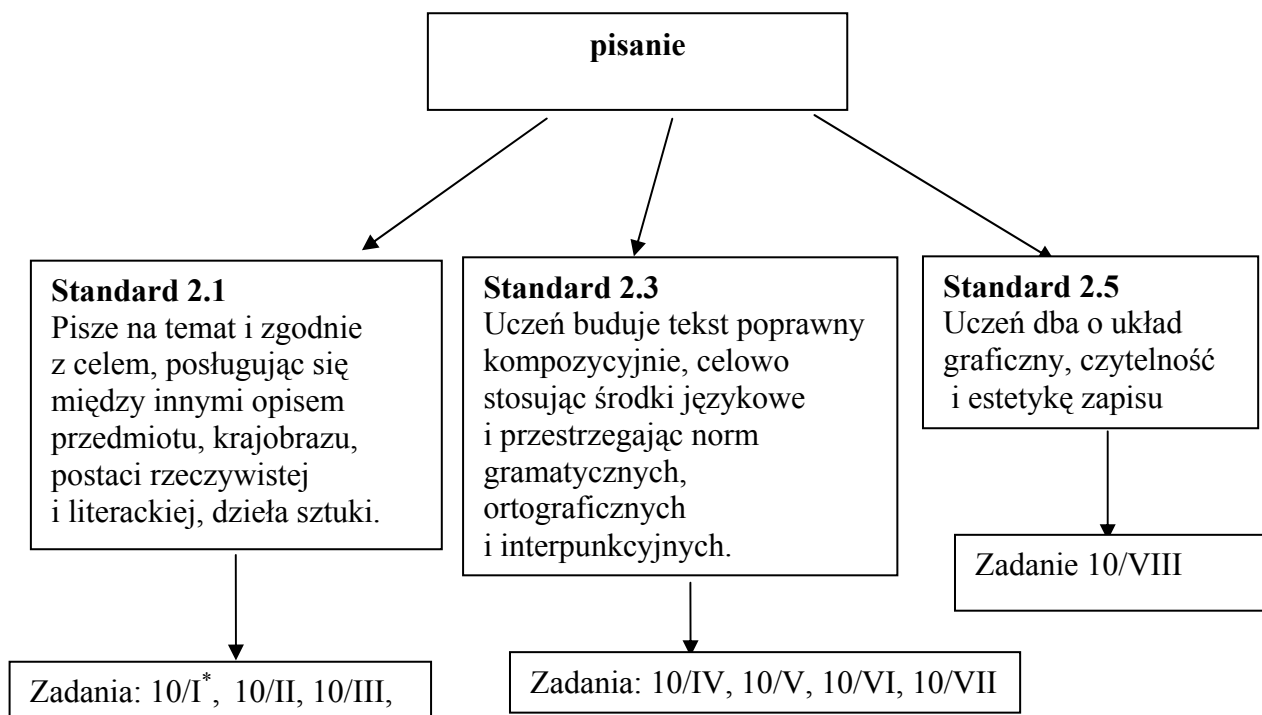 pisanie
Standard 2.1
Pisze na temat i zgodnie
z celem, posługując się
między innymi opisem
przedmiotu, krajobrazu,
postaci rzeczywistej
i literackiej, dzieła sztuki.
Standard 2.3
Uczeń buduje tekst poprawny
kompozycyjnie, celowo
stosując środki językowe
i przestrzegając norm
gramatycznych,
ortograficznych
i interpunkcyjnych.
Standard 2.5
Uczeń dba o układ
graficzny, czytelność
i estetykę zapisu
Zadania: 10/I*, 10/II, 10/III,
Zadania: 10/IV, 10/V, 10/VI, 10/VII
Zadanie 10/VIII